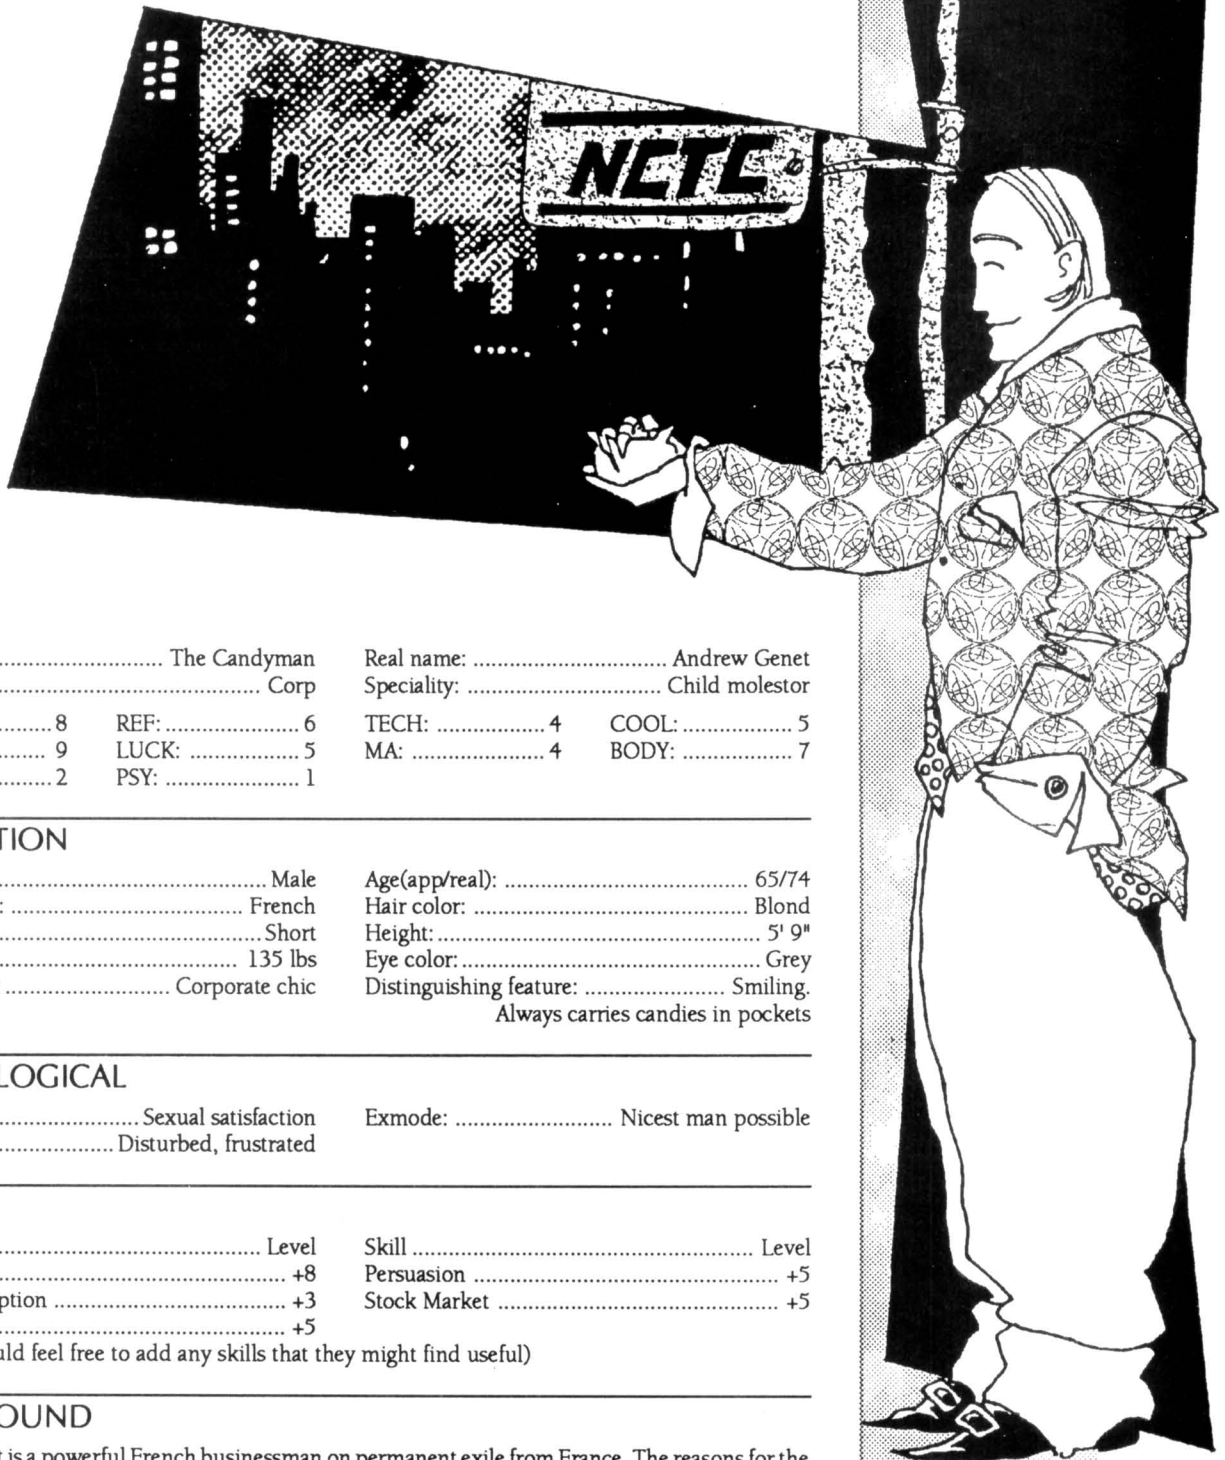 NCTC
.......... The Candyman Real name: .......... Andrew Genet
.......... Corp Speciality: .......... Child molestor
.......... 8 REF: .......... 6 TECH: .......... 4 COOL: .......... 5
.......... 9 LUCK: .......... 5 MA: .......... 4 BODY: .......... 7
.......... 2 PSY: .......... 1
TION
.......... Male Age(app/real): .......... 65/74
: .......... French Hair color: .......... Blond
.......... Short Height: .......... 5' 9"
.......... 135 lbs Eye color: .......... Grey
.......... Corporate chic Distinguishing feature: .......... Smiling.
Always carries candies in pockets
LOGICAL
.......... Sexual satisfaction Exmode: .......... Nicest man possible
.......... Disturbed, frustrated
.......... Level Skill .......... Level
.......... +8 Persuasion .......... +5
ption .......... +3 Stock Market .......... +5
.......... +5
uld feel free to add any skills that they might find useful)
OUND
t is a powerful French businessman on permanent exile from France. The reasons for the